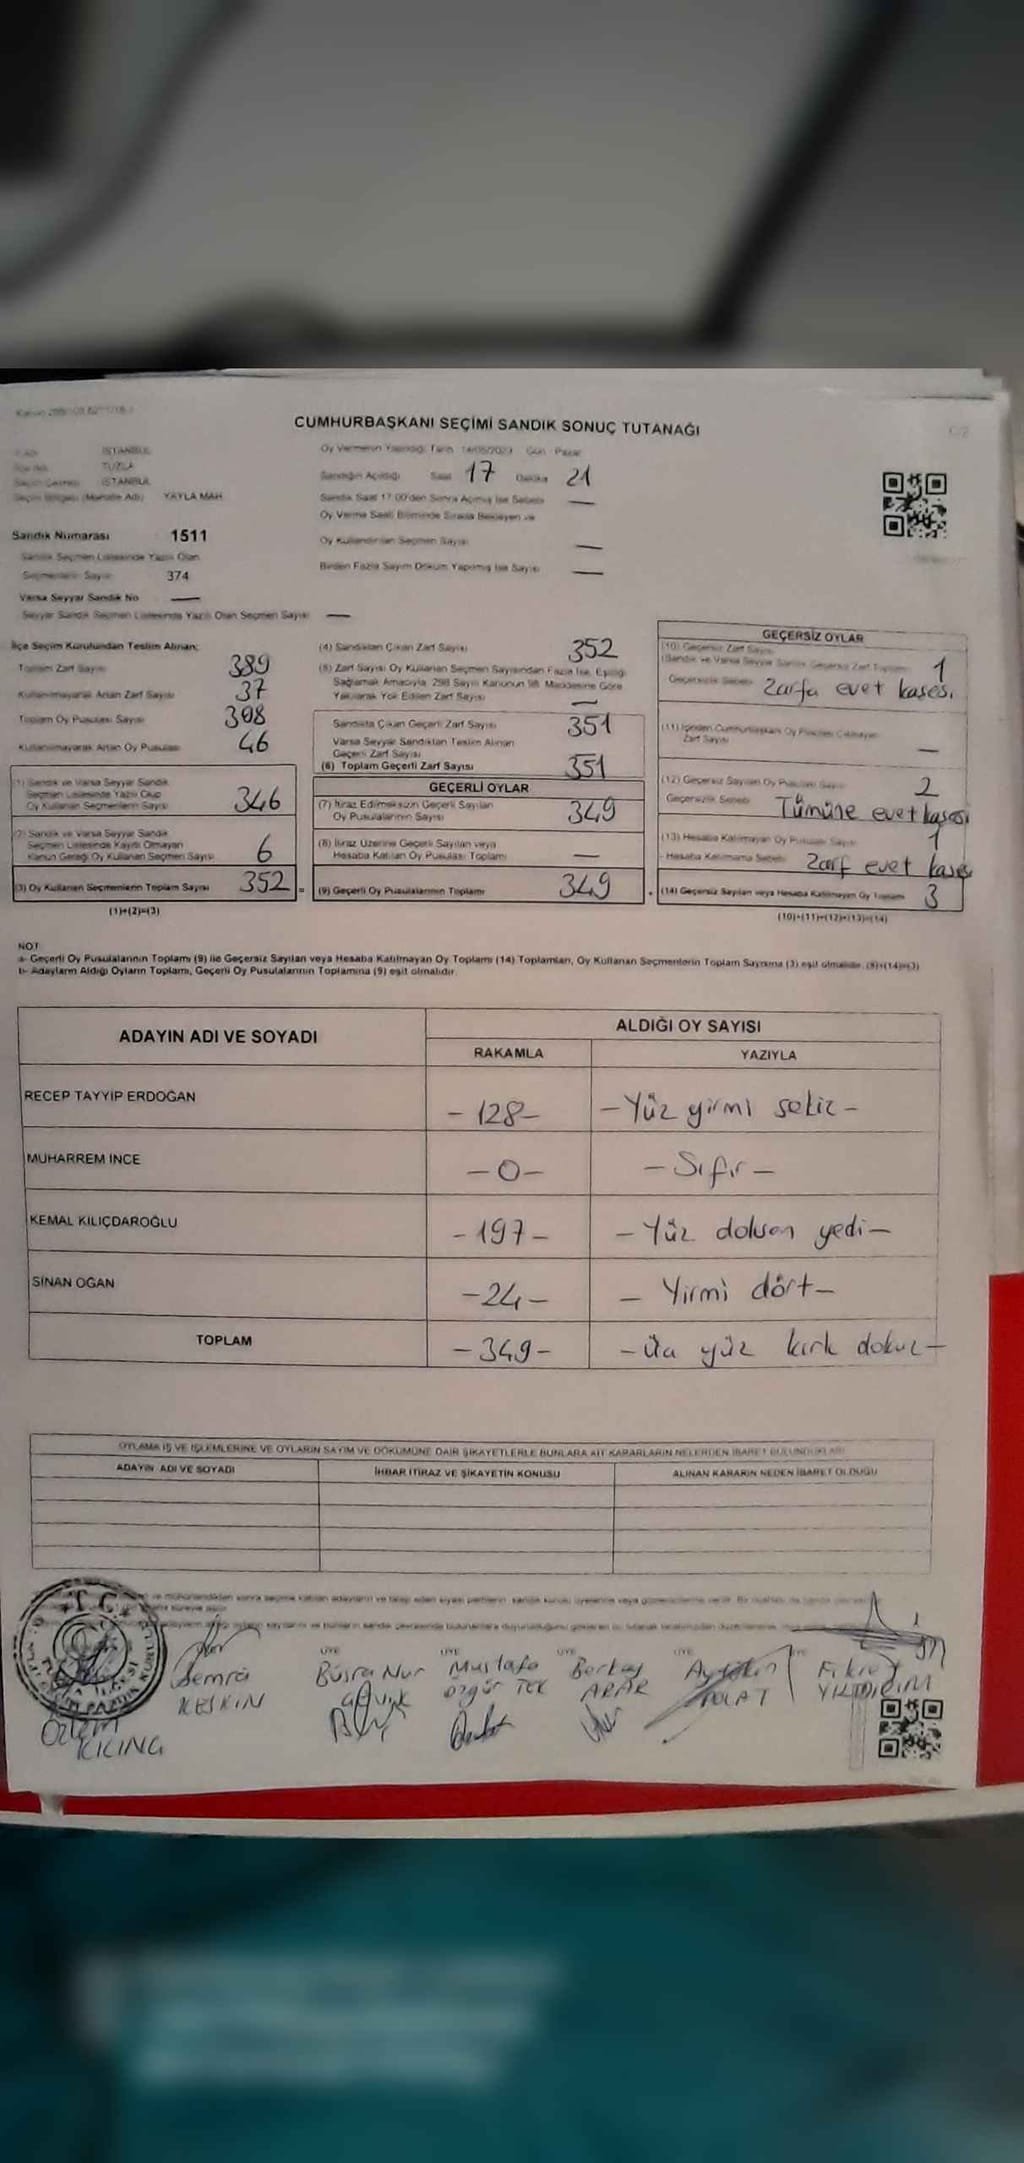 CUMHURBAŞKANI SEÇİMİ SANDIK SONUÇ TUTANAĞI
C/2
İSTANBUL
TUZLA
İSTANBUL
YAYLA MAH
Oy Vermenin Yapıldığı Tarih 14/05/2023 Gün Pazar
Sandığın Açıldığı Saat 17 Dakika 21
Sandık Saat 17.00'den Sonra Açılmış İse Sebebi —
Oy Verme Saati Bitiminde Sırada Bekleyen ve
Oy Kullandırılan Seçmen Sayısı —
Birden Fazla Sayım Döküm Yapılmış İse Sayısı —
Sandık Numarası 1511
Sandık Seçmen Listesinde Yazılı Olan
Seçmenlerin Sayısı 374
Varsa Seyyar Sandık No —
Seyyar Sandık Seçmen Listesinde Yazılı Olan Seçmen Sayısı —
İlçe Seçim Kurulundan Teslim Alınan;
Toplam Zarf Sayısı 389
Kullanılmayarak Artan Zarf Sayısı 37
Toplam Oy Pusulası Sayısı 398
Kullanılmayarak Artan Oy Pusulası 46
(1) Sandık ve Varsa Seyyar Sandık
Seçmen Listesinde Yazılı Olup
Oy Kullanan Seçmenlerin Sayısı 346
(2) Sandık ve Varsa Seyyar Sandık
Seçmen Listesinde Kayıtlı Olmayan
Kanun Gereği Oy Kullanan Seçmen Sayısı 6
(3) Oy Kullanan Seçmenlerin Toplam Sayısı 352
(1)+(2)=(3)
(4) Sandıktan Çıkan Zarf Sayısı 352
(5) Zarf Sayısı Oy Kullanan Seçmen Sayısından Fazla İse, Eşitliği
Sağlamak Amacıyla 298 Sayılı Kanunun 98. Maddesine Göre
Yakılarak Yok Edilen Zarf Sayısı —
Sandıkta Çıkan Geçerli Zarf Sayısı 351
Varsa Seyyar Sandıktan Teslim Alınan
Geçerli Zarf Sayısı
(6) Toplam Geçerli Zarf Sayısı 351
GEÇERLİ OYLAR
(7) İtiraz Edilmeksizin Geçerli Sayılan
Oy Pusulalarının Sayısı 349
(8) İtiraz Üzerine Geçerli Sayılan veya
Hesaba Katılan Oy Pusulası Toplamı —
(9) Geçerli Oy Pusulalarının Toplamı 349
GEÇERSİZ OYLAR
(10) Geçersiz Zarf Sayısı
(Sandık ve Varsa Seyyar Sandık Geçersiz Zarf Toplamı) 1
Geçersizlik Sebebi Zarfa evet kaşesi
(11) İçinden Cumhurbaşkanı Oy Pusulası Çıkmayan
Zarf Sayısı —
(12) Geçersiz Sayılan Oy Pusulası Sayısı 2
Geçersizlik Sebebi Tümüne evet kaşesi
(13) Hesaba Katılmayan Oy Pusulası Sayısı 1
- Hesaba Katılmama Sebebi Zarf evet kaşe
(14) Geçersiz Sayılan veya Hesaba Katılmayan Oy Toplamı 3
(10)+(11)+(12)+(13)=(14)
NOT
a- Geçerli Oy Pusulalarının Toplamı (9) ile Geçersiz Sayılan veya Hesaba Katılmayan Oy Toplamı (14) Toplamları, Oy Kullanan Seçmenlerin Toplam Sayısına (3) eşit olmalıdır. (9)+(14)=(3)
b- Adayların Aldığı Oyların Toplamı, Geçerli Oy Pusulalarının Toplamına (9) eşit olmalıdır.
ADAYIN ADI VE SOYADI
ALDIĞI OY SAYISI
RAKAMLA YAZIYLA
RECEP TAYYİP ERDOĞAN -128- -Yüz yirmi sekiz-
MUHARREM İNCE -0- -Sıfır-
KEMAL KILIÇDAROĞLU -197- -Yüz doksan yedi-
SİNAN OĞAN -24- -Yirmi dört-
TOPLAM -349- -üç yüz kırk dokuz-
OYLAMA İŞ VE İŞLEMLERİNE VE OYLARIN SAYIM VE DÖKÜMÜNE DAİR ŞİKAYETLERLE BUNLARA AİT KARARLARIN NELERDEN İBARET BULUNDUKLARI
ADAYIN ADI VE SOYADI İHBAR İTİRAZ VE ŞİKAYETİN KONUSU ALINAN KARARIN NEDEN İBARET OLDUĞU
T.C.
ÜYE ÜYE ÜYE ÜYE
Semra Büşra Nur Mustafa Berkay Aytekin Fikret
KESKİN Özgür TEK ARAR POLAT YILDIRIM
Özlem
KILINÇ